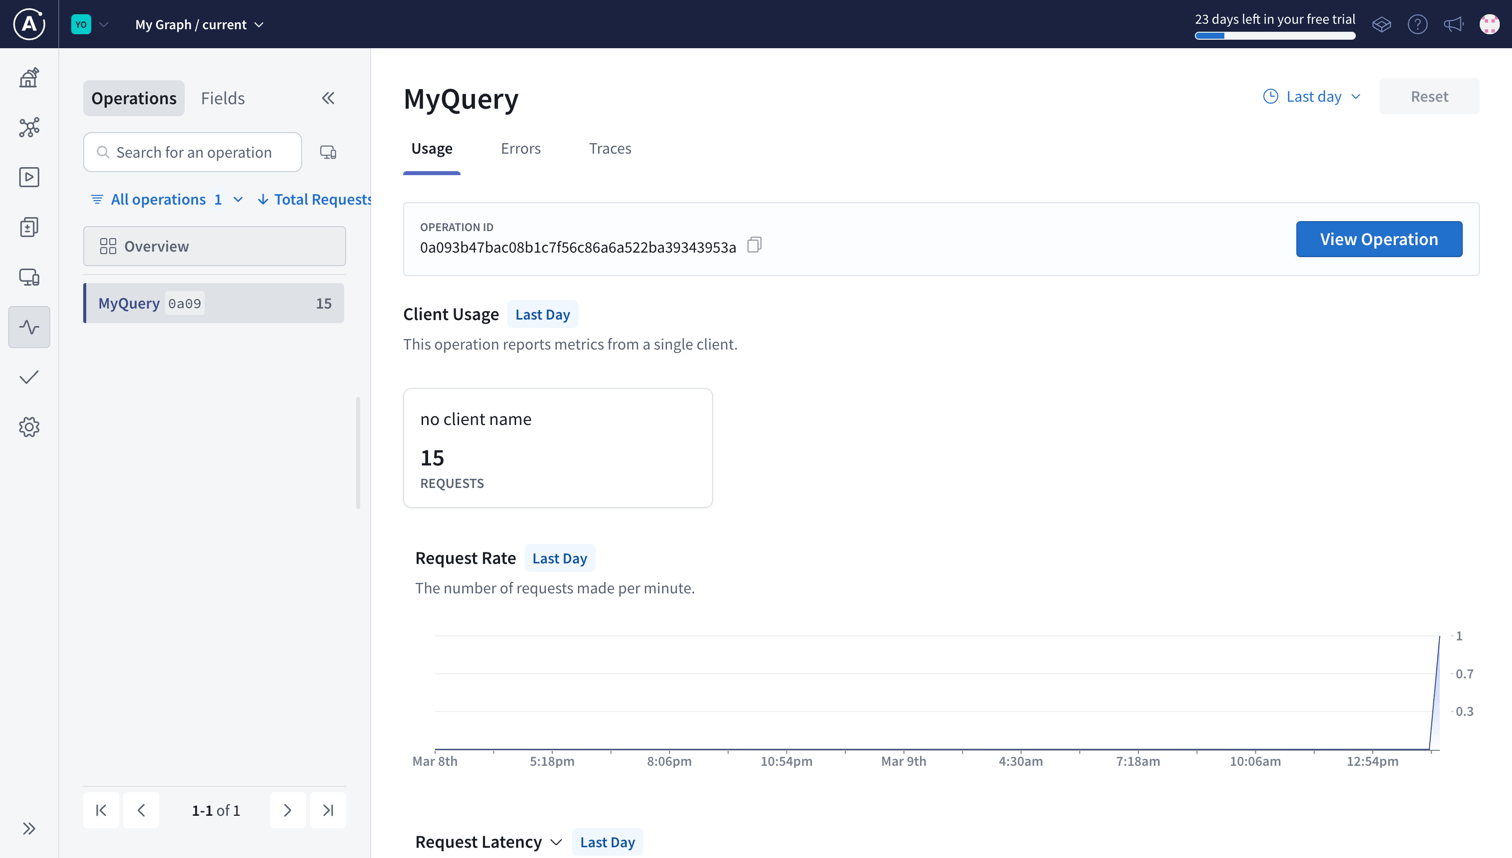 YO
My Graph / current
23 days left in your free trial
Operations
Fields
Search for an operation
All operations 1
Total Requests
Overview
MyQuery 0a09 15
1-1 of 1
MyQuery
Last day
Reset
Usage
Errors
Traces
OPERATION ID
0a093b47bac08b1c7f56c86a6a522ba39343953a
View Operation
Client Usage
Last Day
This operation reports metrics from a single client.
no client name
15
REQUESTS
Request Rate
Last Day
The number of requests made per minute.
1
0.7
0.3
Mar 8th
5:18pm
8:06pm
10:54pm
Mar 9th
4:30am
7:18am
10:06am
12:54pm
Request Latency
Last Day